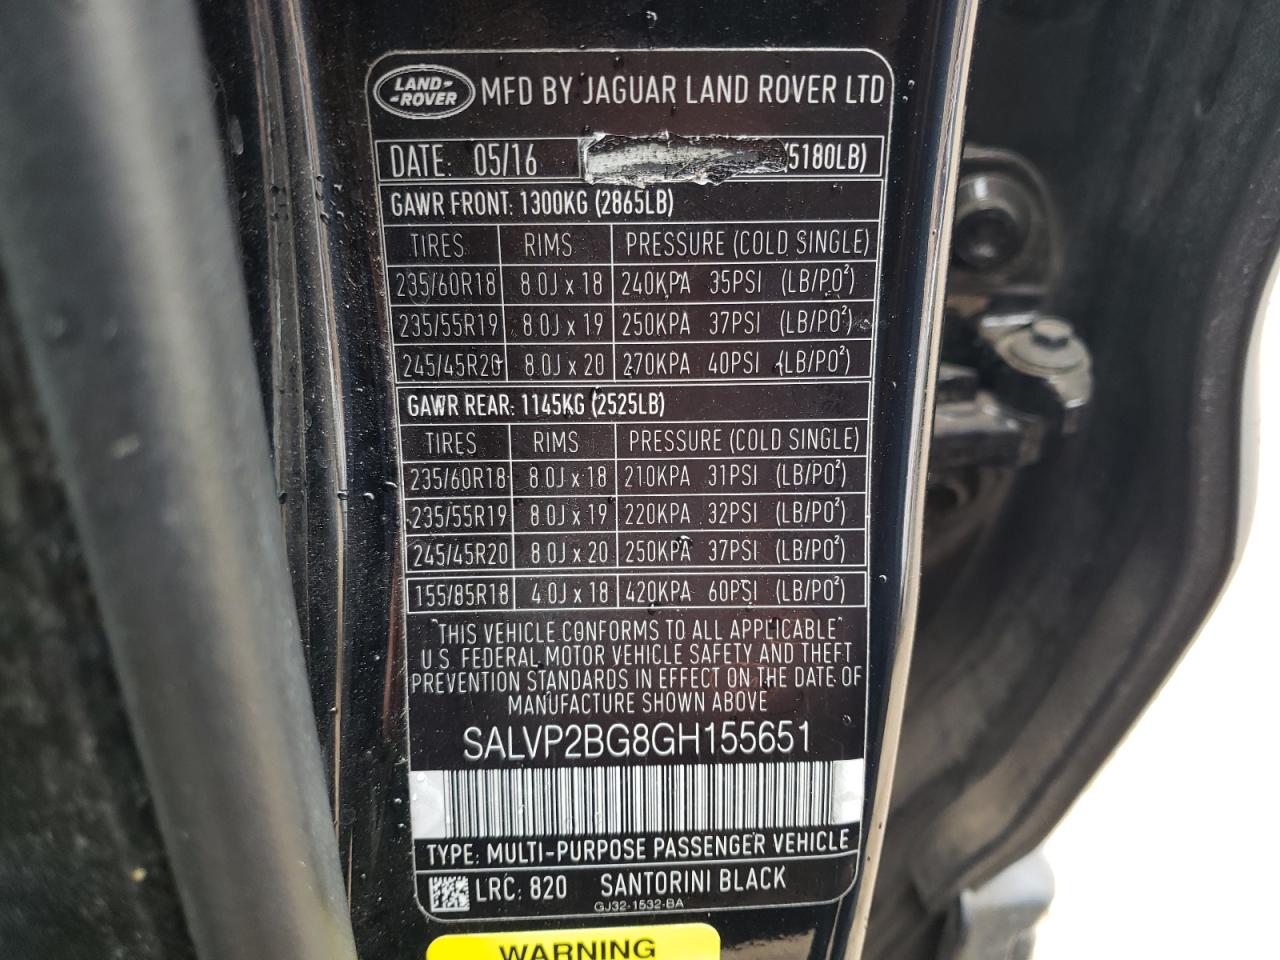 LAND-
-ROVER
MFD BY JAGUAR LAND ROVER LTD
DATE: 05/16 (5180LB)
GAWR FRONT: 1300KG (2865LB)
TIRES RIMS PRESSURE (COLD SINGLE)
235/60R18 8.0J x 18 240KPA 35PSI (LB/PO²)
235/55R19 8.0J x 19 250KPA 37PSI (LB/PO²)
245/45R20 8.0J x 20 270KPA 40PSI (LB/PO²)
GAWR REAR: 1145KG (2525LB)
TIRES RIMS PRESSURE (COLD SINGLE)
235/60R18 8.0J x 18 210KPA 31PSI (LB/PO²)
235/55R19 8.0J x 19 220KPA 32PSI (LB/PO²)
245/45R20 8.0J x 20 250KPA 37PSI (LB/PO²)
155/85R18 4.0J x 18 420KPA 60PSI (LB/PO²)
"THIS VEHICLE CONFORMS TO ALL APPLICABLE"
U.S. FEDERAL MOTOR VEHICLE SAFETY AND THEFT
PREVENTION STANDARDS IN EFFECT ON THE DATE OF
MANUFACTURE SHOWN ABOVE
SALVP2BG8GH155651
TYPE: MULTI-PURPOSE PASSENGER VEHICLE
LRC: 820 SANTORINI BLACK
GJ32-1532-BA
WARNING